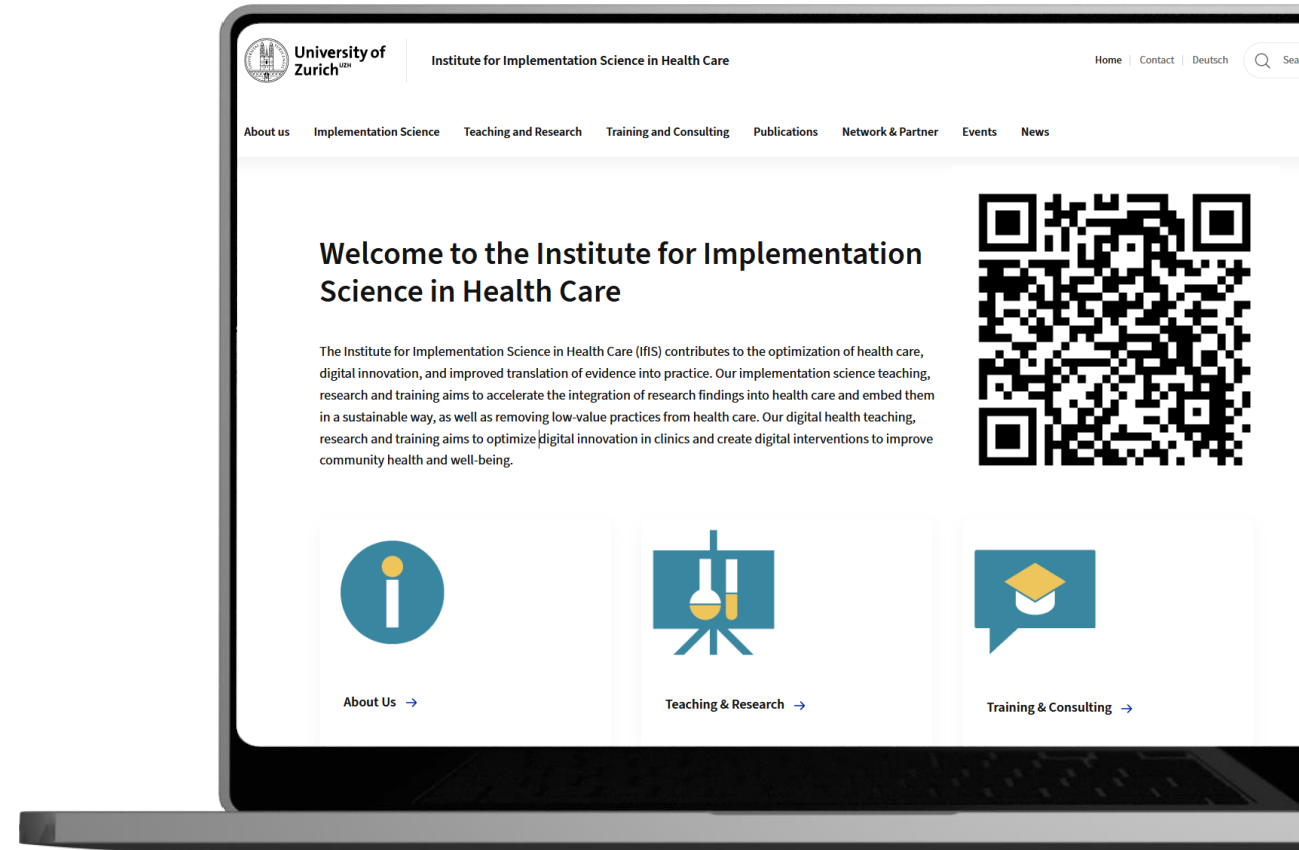 University of
Zurich UZH
Institute for Implementation Science in Health Care
Home | Contact | Deutsch
About us Implementation Science Teaching and Research Training and Consulting Publications Network & Partner Events News
Welcome to the Institute for Implementation
Science in Health Care
The Institute for Implementation Science in Health Care (IfIS) contributes to the optimization of health care,
digital innovation, and improved translation of evidence into practice. Our implementation science teaching,
research and training aims to accelerate the integration of research findings into health care and embed them
in a sustainable way, as well as removing low-value practices from health care. Our digital health teaching,
research and training aims to optimize digital innovation in clinics and create digital interventions to improve
community health and well-being.
About Us →
Teaching & Research →
Training & Consulting →